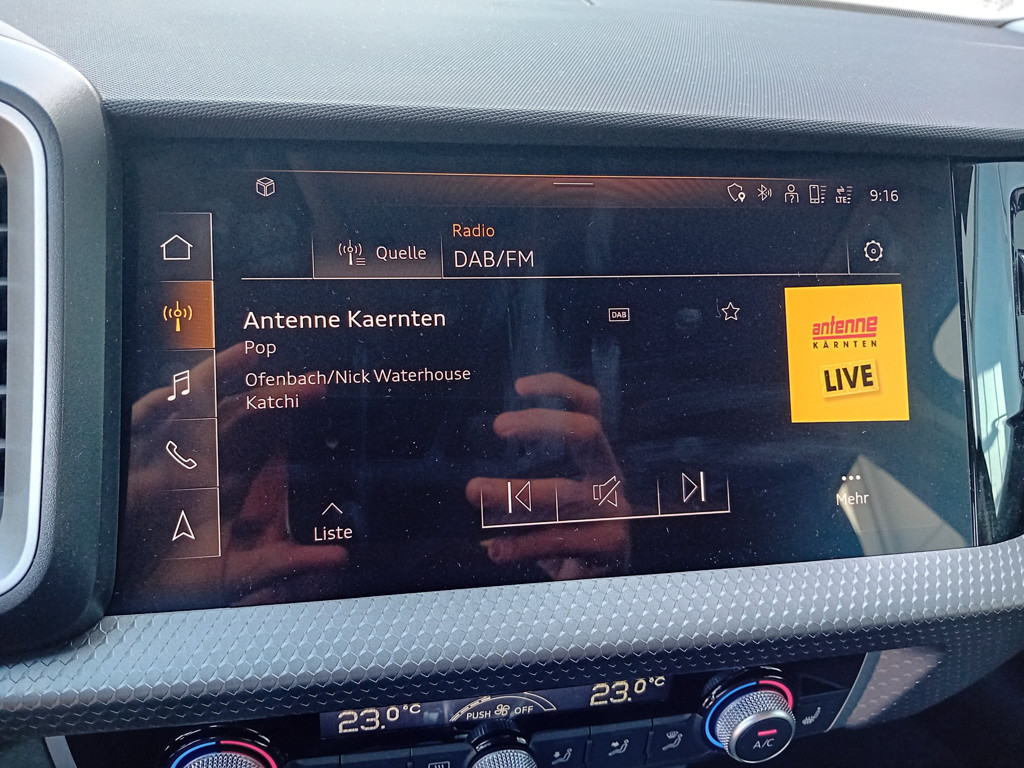 LTE
9:16
Quelle
Radio
DAB/FM
Antenne Kaernten
DAB
Pop
Ofenbach/Nick Waterhouse
Katchi
antenne
KÄRNTEN
LIVE
Liste
Mehr
23.0°C
PUSH OFF
23.0°C
A/C